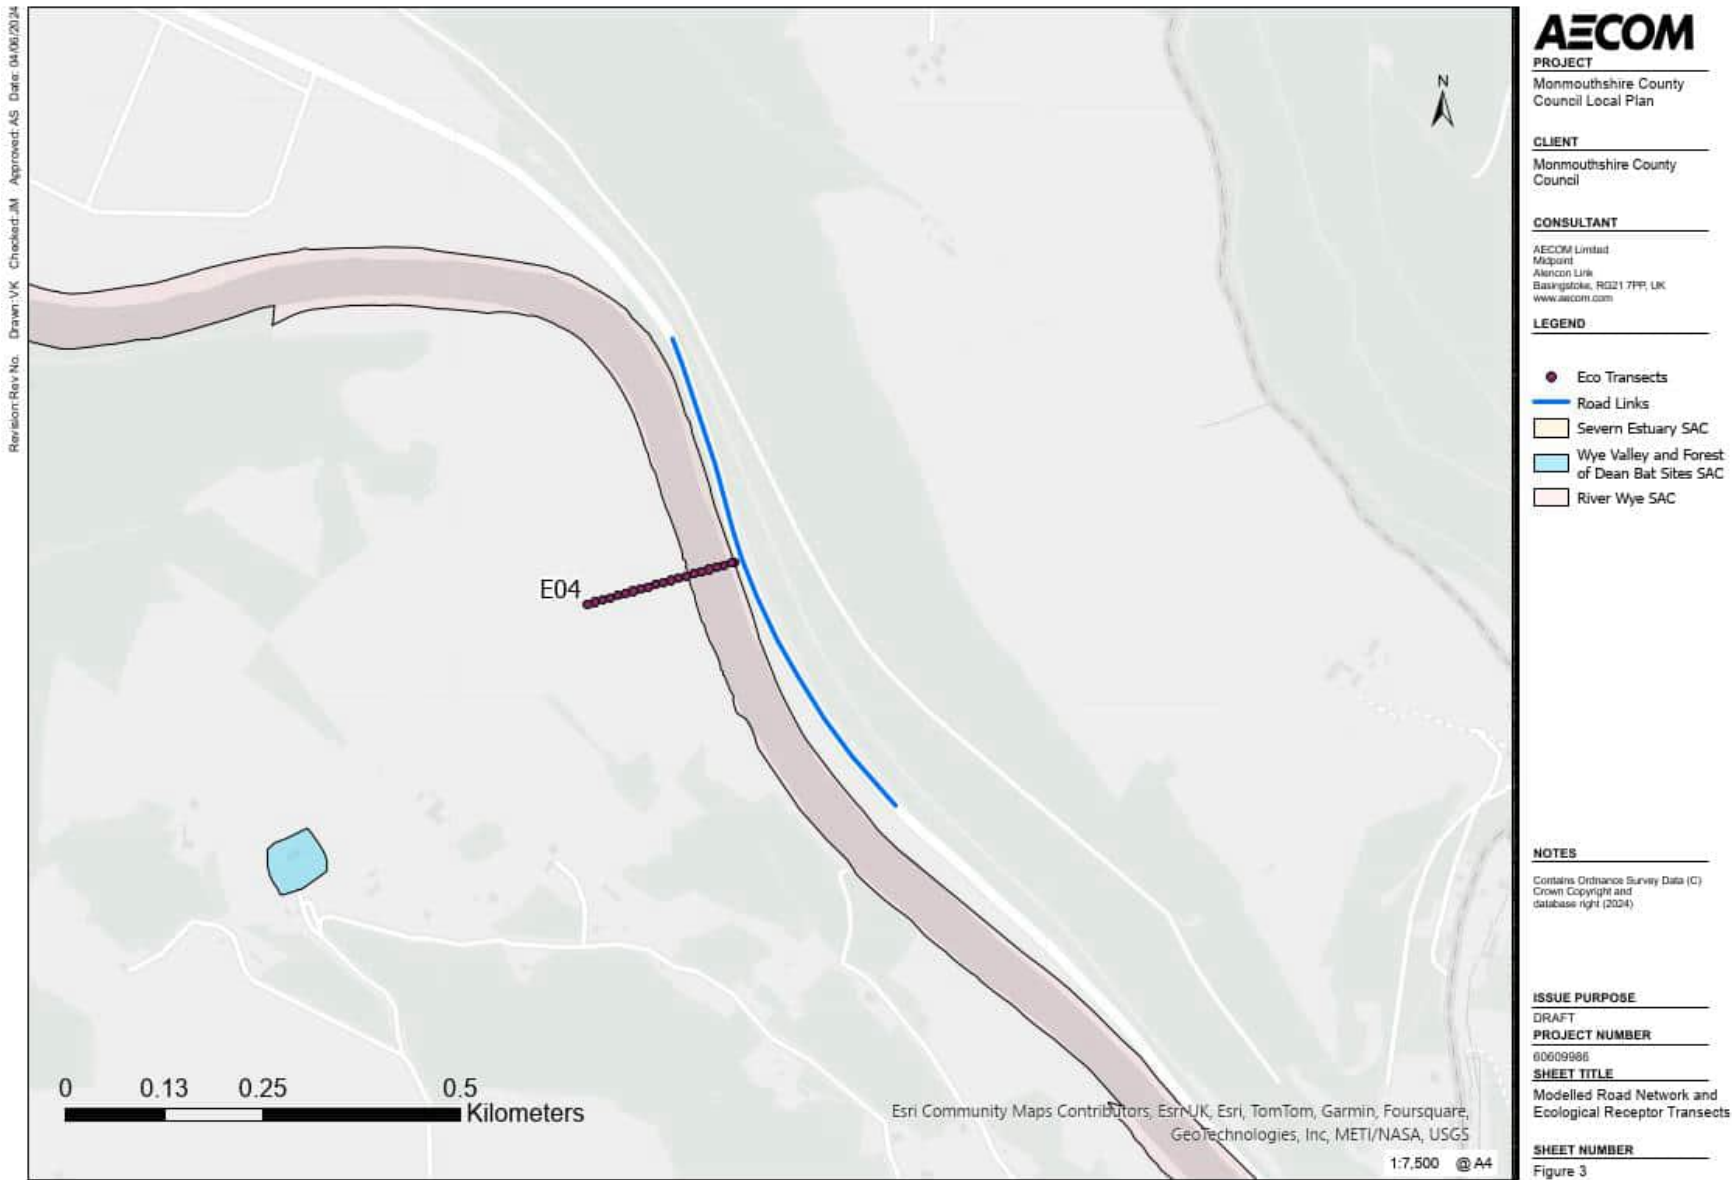 Revision:Rev No. Drawn:VK Checked:JM Approved:AS Date: 04/06/2024
N
E04
0 0.13 0.25 0.5
Kilometers
Esri Community Maps Contributors, Esri UK, Esri, TomTom, Garmin, Foursquare,
GeoTechnologies, Inc, METI/NASA, USGS
1:7,500 @ A4
AECOM
PROJECT
Monmouthshire County
Council Local Plan
CLIENT
Monmouthshire County
Council
CONSULTANT
AECOM Limited
Midpoint
Alencon Link
Basingstoke, RG21 7PP, UK
www.aecom.com
LEGEND
Eco Transects
Road Links
Severn Estuary SAC
Wye Valley and Forest
of Dean Bat Sites SAC
River Wye SAC
NOTES
Contains Ordnance Survey Data (C)
Crown Copyright and
database right (2024)
ISSUE PURPOSE
DRAFT
PROJECT NUMBER
60609986
SHEET TITLE
Modelled Road Network and
Ecological Receptor Transects
SHEET NUMBER
Figure 3